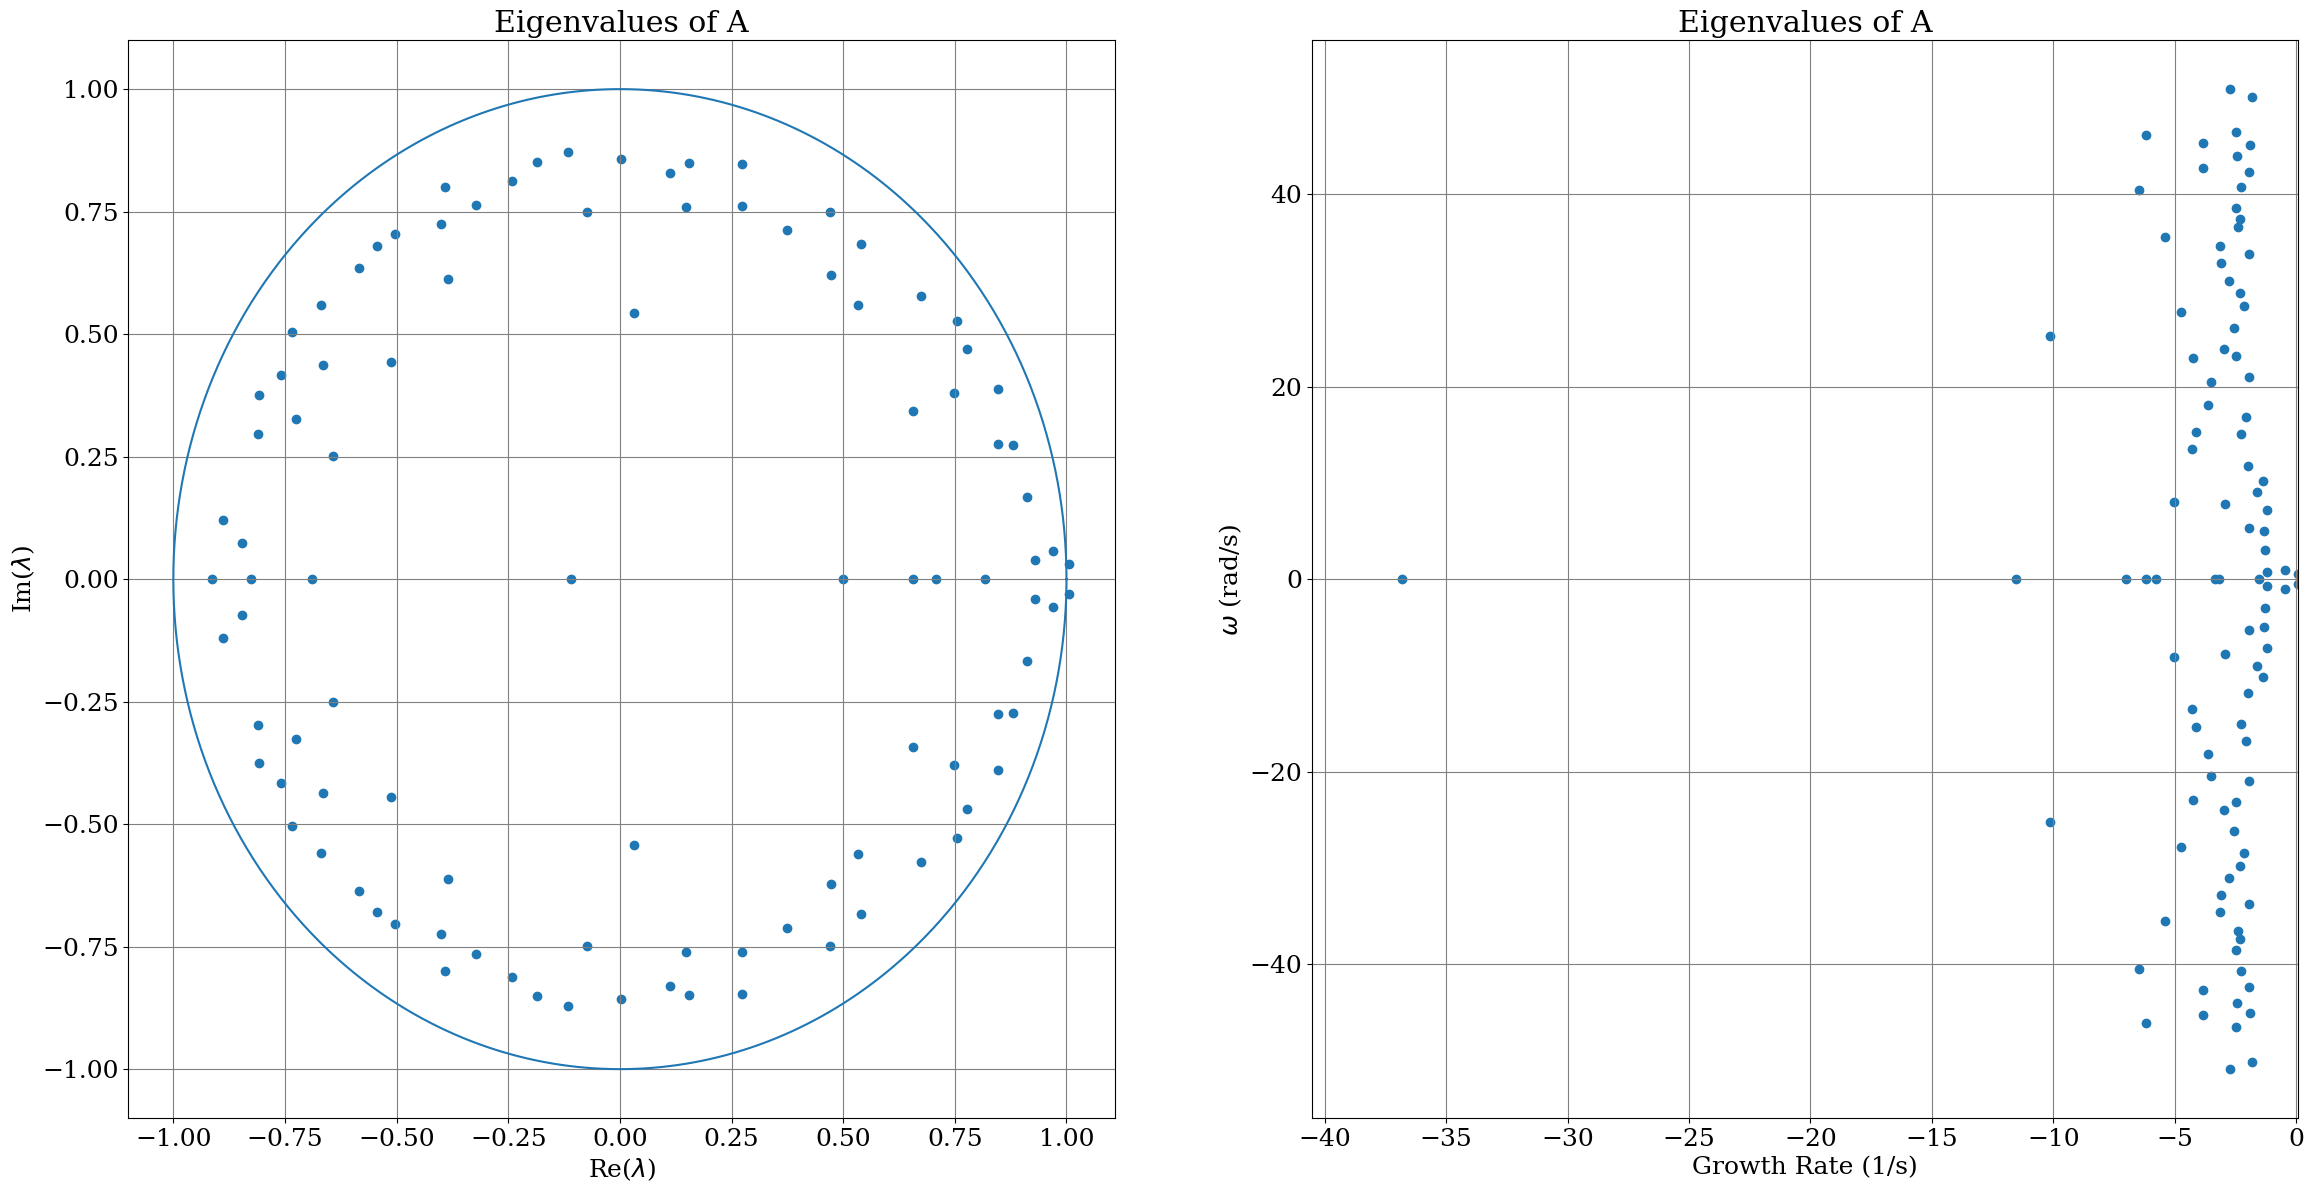 Eigenvalues of A
1.00
0.75
0.50
0.25
0.00
−0.25
−0.50
−0.75
−1.00
Im(λ)
−1.00 −0.75 −0.50 −0.25 0.00 0.25 0.50 0.75 1.00
Re(λ)
Eigenvalues of A
40
20
0
−20
−40
ω (rad/s)
−40 −35 −30 −25 −20 −15 −10 −5 0
Growth Rate (1/s)